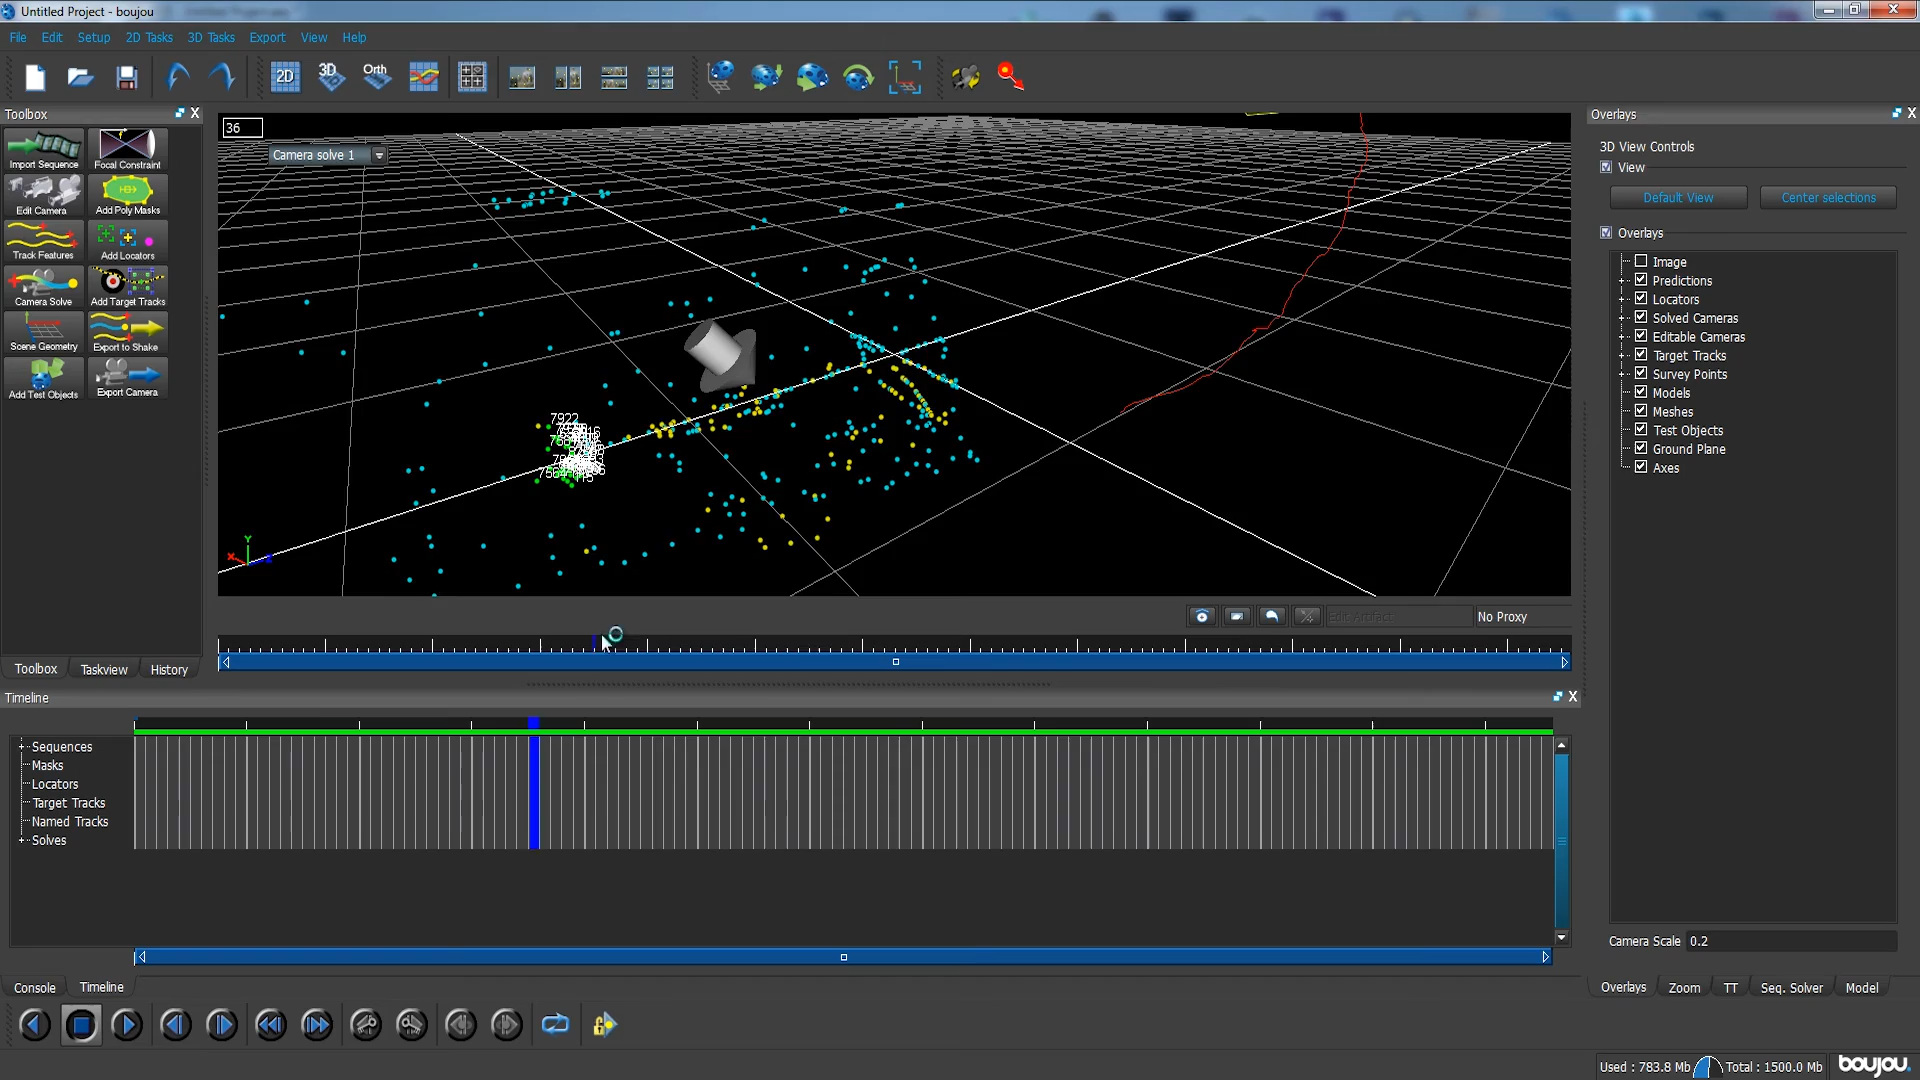 Untitled Project - boujou
File Edit Setup 2D Tasks 3D Tasks Export View Help
2D 3D Orth
Toolbox
Import Sequence Focal Constraint
Edit Camera Add Poly Masks
Track Features Add Locators
Camera Solve Add Target Tracks
Scene Geometry Export to Shake
Add Test Objects Export Camera
Toolbox Taskview History
36
Camera solve 1
7922
Y
Edit Artifact No Proxy
Overlays
3D View Controls
View
Default View Center selections
Overlays
Image
Predictions
Locators
Solved Cameras
Editable Cameras
Target Tracks
Survey Points
Models
Meshes
Test Objects
Ground Plane
Axes
Camera Scale 0.2
Overlays Zoom TT Seq. Solver Model
Timeline
Sequences
Masks
Locators
Target Tracks
Named Tracks
Solves
Console Timeline
Used : 783.8 Mb Total : 1500.0 Mb boujou